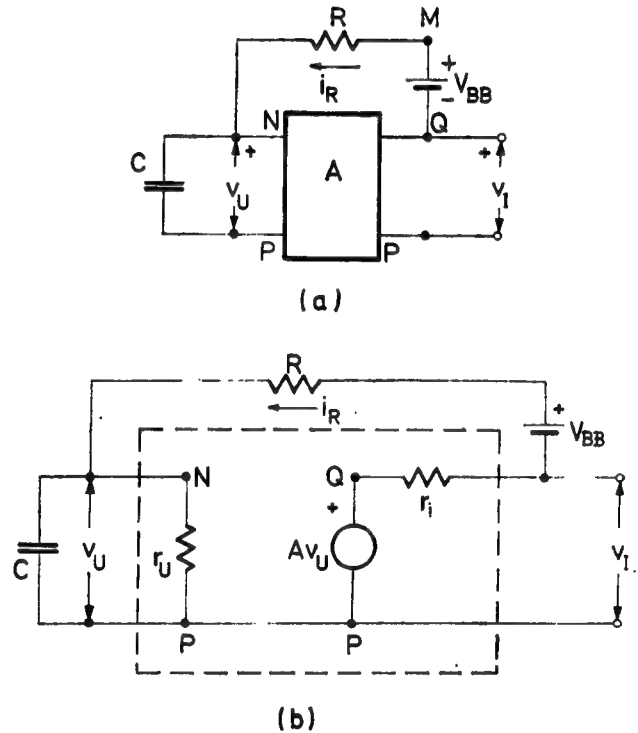 R
M
i_R
+
V_BB
−
N
Q
C
+
v_U
A
+
v_I
P
P
(a)
R
i_R
+
V_BB
N
Q
r_i
+
C
v_U
r_U
Av_U
v_I.
P
P
(b)